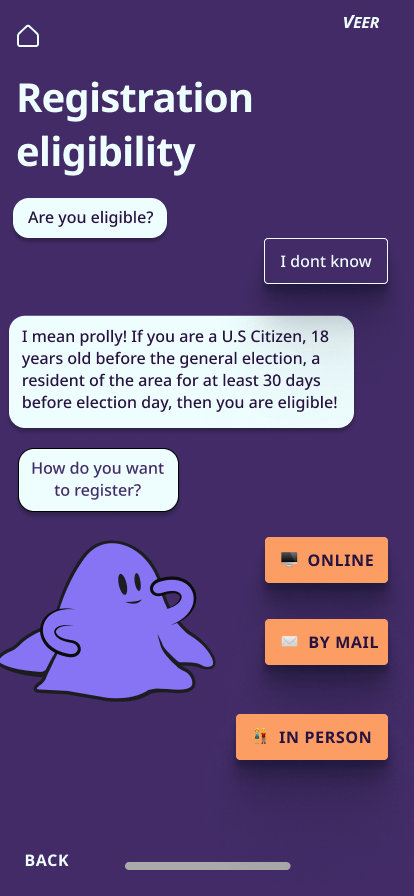 VEER
Registration
eligibility
Are you eligible?
I dont know
I mean prolly! If you are a U.S Citizen, 18
years old before the general election, a
resident of the area for at least 30 days
before election day, then you are eligible!
How do you want
to register?
ONLINE
BY MAIL
IN PERSON
BACK